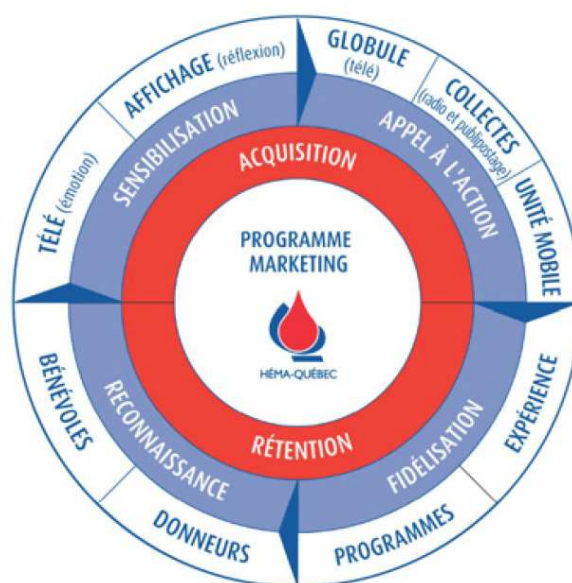 AFFICHAGE (réflexion)
GLOBULE
(télé)
COLLECTES
(radio et publipostage)
UNITÉ MOBILE
TÉLÉ (émotion)
SENSIBILISATION
APPEL À L'ACTION
ACQUISITION
PROGRAMME
MARKETING
HÉMA-QUÉBEC
RÉTENTION
RECONNAISSANCE
FIDÉLISATION
BÉNÉVOLES
DONNEURS
PROGRAMMES
EXPÉRIENCE